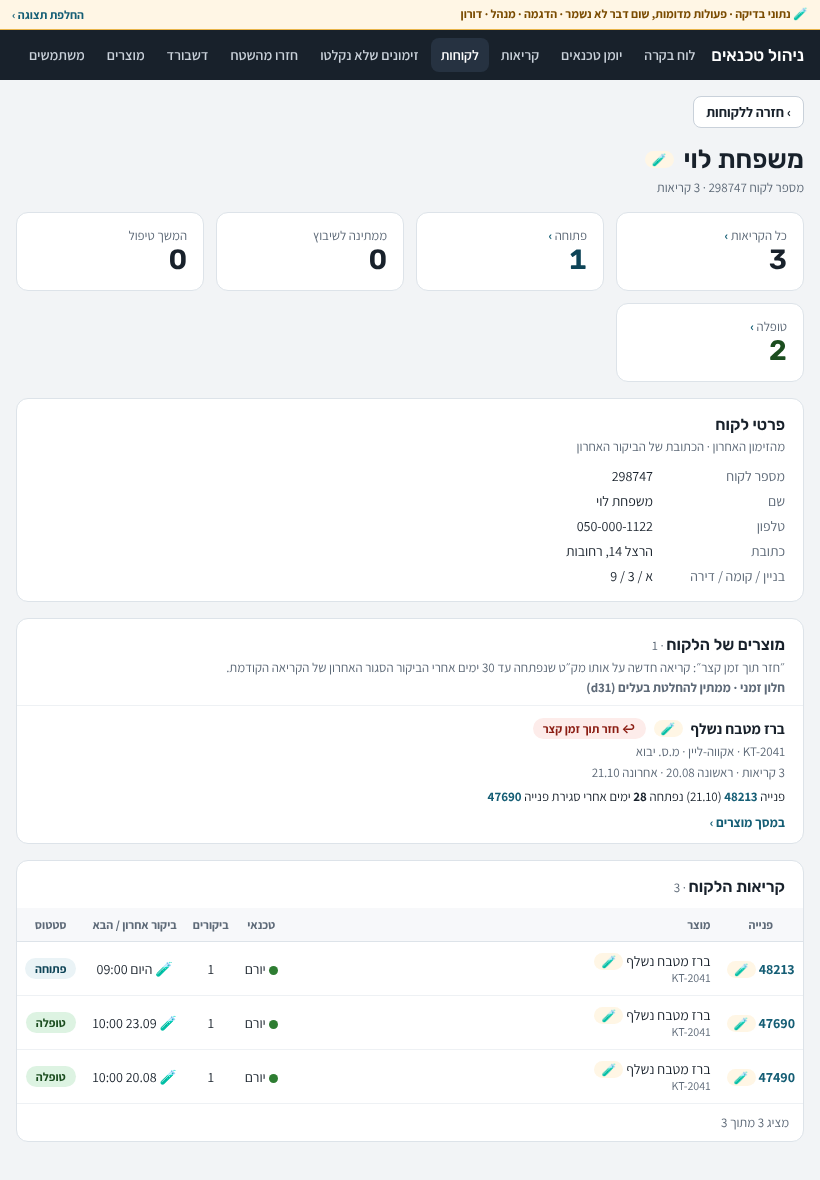 🧪 נתוני בדיקה · פעולות מדומות, שום דבר לא נשמר · הדגמה · מנהל · דורון
החלפת תצוגה ›
ניהול טכנאים
לוח בקרה
יומן טכנאים
קריאות
לקוחות
זימונים שלא נקלטו
חזרו מהשטח
דשבורד
מוצרים
משתמשים
› חזרה ללקוחות
משפחת לוי 🧪
מספר לקוח 298747 · 3 קריאות
כל הקריאות ›
3
פתוחה ›
1
ממתינה לשיבוץ
0
המשך טיפול
0
טופלה ›
2
פרטי לקוח
מהזימון האחרון · הכתובת של הביקור האחרון
מספר לקוח 298747
שם משפחת לוי
טלפון 050-000-1122
כתובת הרצל 14, רחובות
בניין / קומה / דירה א / 3 / 9
מוצרים של הלקוח · 1
״חזר תוך זמן קצר״: קריאה חדשה על אותו מק״ט שנפתחה עד 30 ימים אחרי הביקור הסגור האחרון של הקריאה הקודמת.
חלון זמני · ממתין להחלטת בעלים (d31)
ברז מטבח נשלף 🧪 ↩ חזר תוך זמן קצר
KT-2041 · אקווה-ליין · מ.ס. יבוא
3 קריאות · ראשונה 20.08 · אחרונה 21.10
פנייה 48213 (21.10) נפתחה 28 ימים אחרי סגירת פנייה 47690
במסך מוצרים ›
קריאות הלקוח · 3
פנייה מוצר טכנאי ביקורים ביקור אחרון / הבא סטטוס
48213 🧪 ברז מטבח נשלף 🧪 יורם 1 🧪 היום 09:00 פתוחה
KT-2041
47690 🧪 ברז מטבח נשלף 🧪 יורם 1 🧪 23.09 10:00 טופלה
KT-2041
47490 🧪 ברז מטבח נשלף 🧪 יורם 1 🧪 20.08 10:00 טופלה
KT-2041
מציג 3 מתוך 3